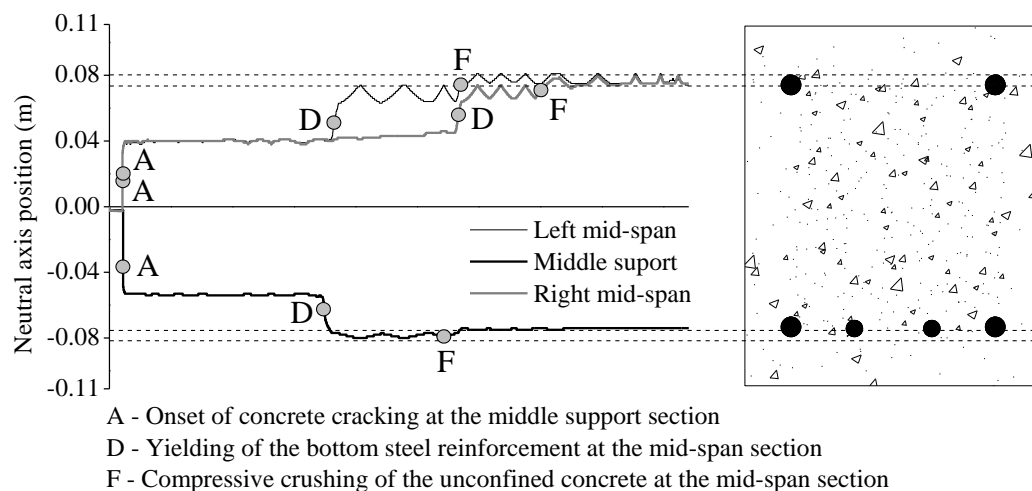 0.11
0.08
0.04
0.00
-0.04
-0.08
-0.11
Neutral axis position (m)
A
A
A
D
D
D
F
F
F
Left mid-span
Middle suport
Right mid-span
A - Onset of concrete cracking at the middle support section
D - Yielding of the bottom steel reinforcement at the mid-span section
F - Compressive crushing of the unconfined concrete at the mid-span section